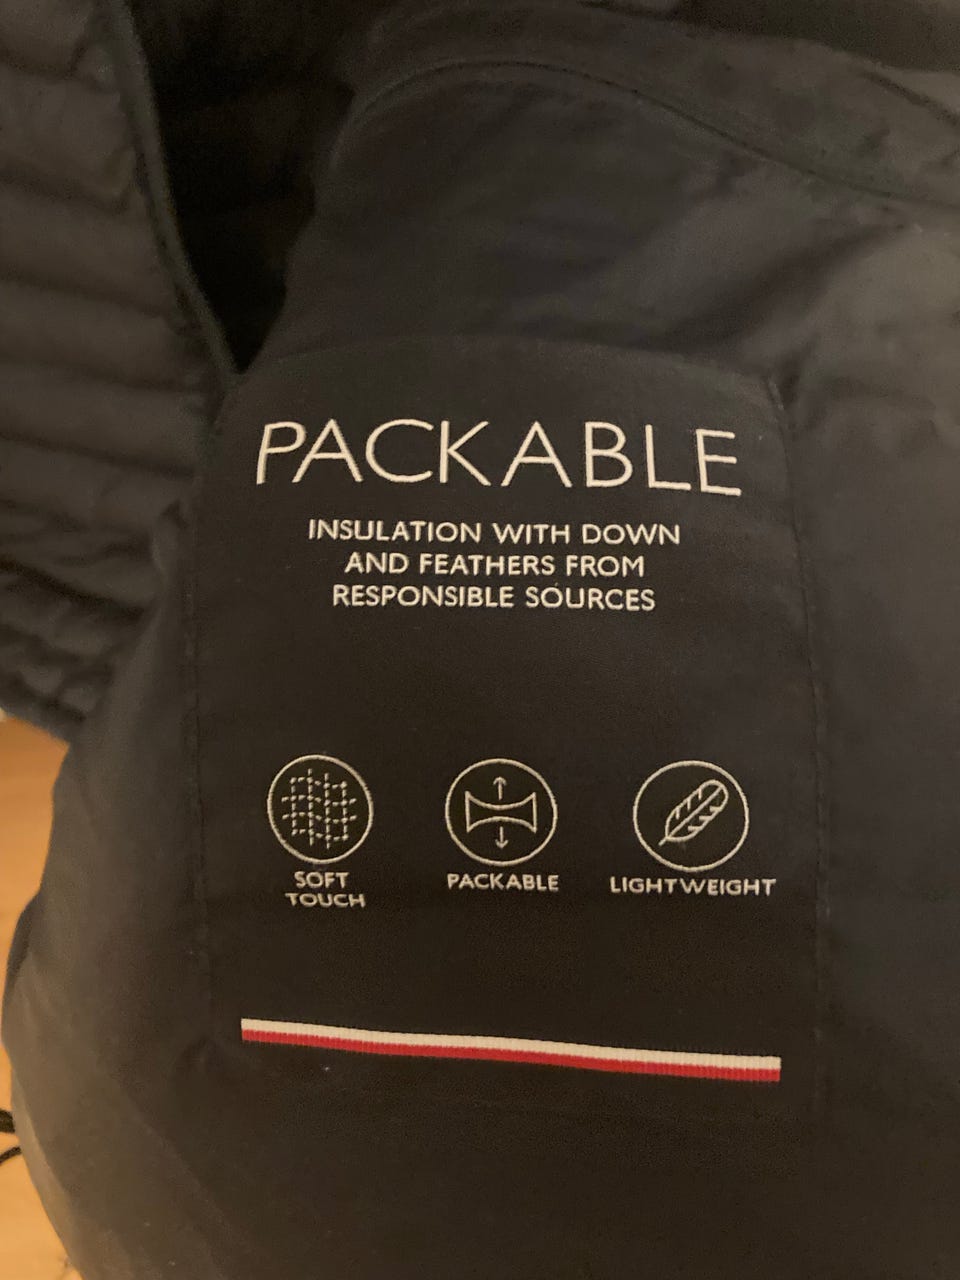 PACKABLE
INSULATION WITH DOWN
AND FEATHERS FROM
RESPONSIBLE SOURCES
SOFT
TOUCH
PACKABLE
LIGHTWEIGHT